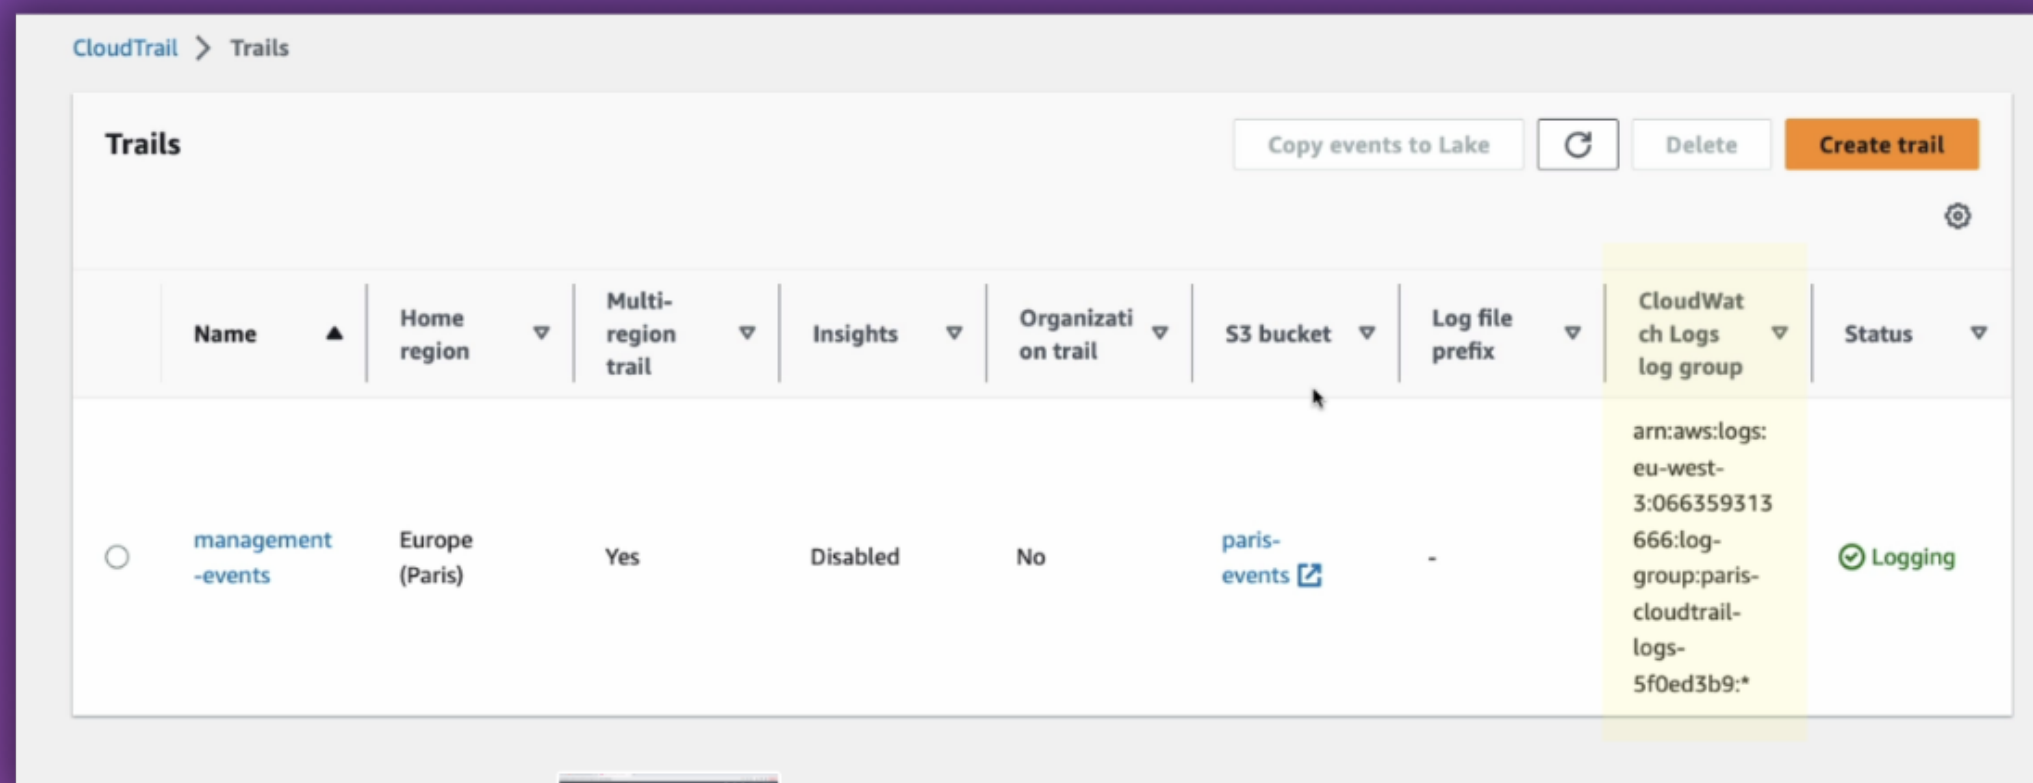 CloudTrail > Trails
Trails
Copy events to Lake
Delete
Create trail
Name
Home
region
Multi-
region
trail
Insights
Organizati
on trail
S3 bucket
Log file
prefix
CloudWat
ch Logs
log group
Status
management
-events
Europe
(Paris)
Yes
Disabled
No
paris-
events
-
arn:aws:logs:
eu-west-
3:066359313
666:log-
group:paris-
cloudtrail-
logs-
5f0ed3b9:*
Logging